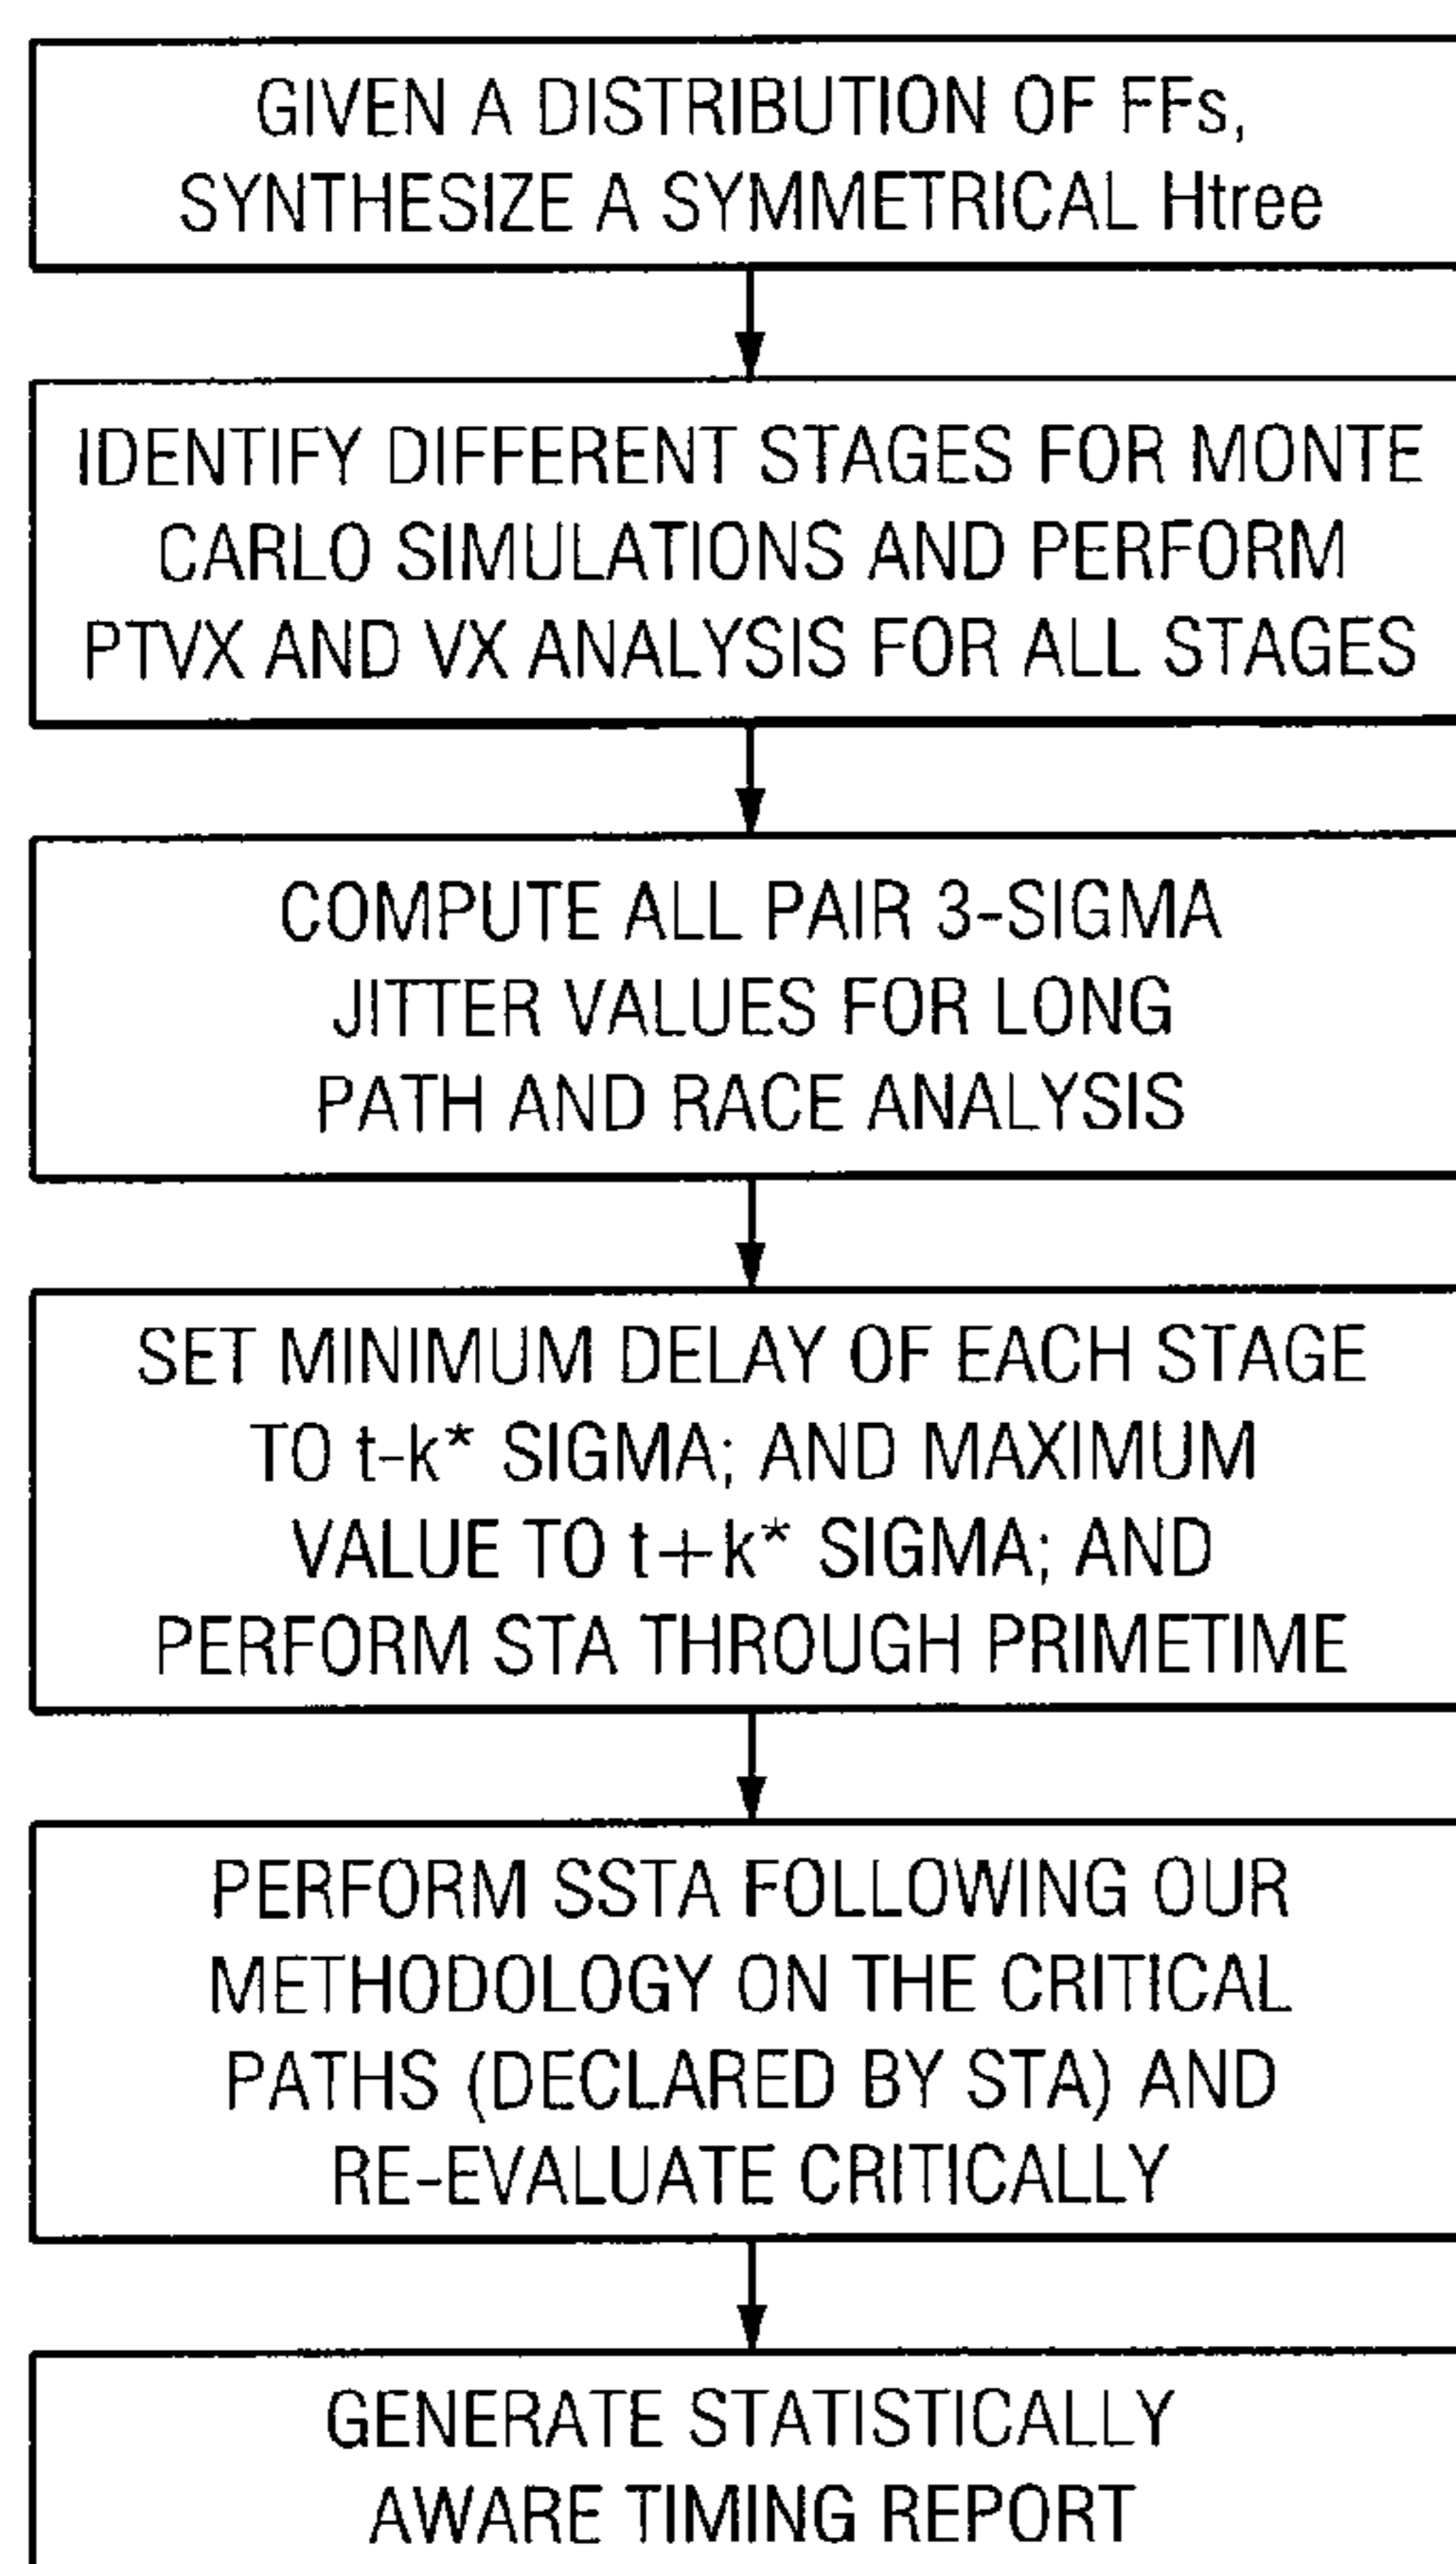 GIVEN A DISTRIBUTION OF FFs,
SYNTHESIZE A SYMMETRICAL Htree
IDENTIFY DIFFERENT STAGES FOR MONTE
CARLO SIMULATIONS AND PERFORM
PTVX AND VX ANALYSIS FOR ALL STAGES
COMPUTE ALL PAIR 3-SIGMA
JITTER VALUES FOR LONG
PATH AND RACE ANALYSIS
SET MINIMUM DELAY OF EACH STAGE
TO t-k* SIGMA; AND MAXIMUM
VALUE TO t+k* SIGMA; AND
PERFORM STA THROUGH PRIMETIME
PERFORM SSTA FOLLOWING OUR
METHODOLOGY ON THE CRITICAL
PATHS (DECLARED BY STA) AND
RE-EVALUATE CRITICALLY
GENERATE STATISTICALLY
AWARE TIMING REPORT